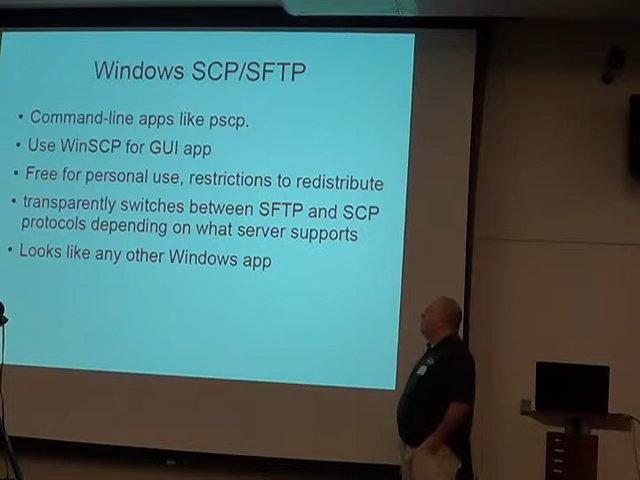 Windows SCP/SFTP
• Command-line apps like pscp.
• Use WinSCP for GUI app
• Free for personal use, restrictions to redistribute
• transparently switches between SFTP and SCP
protocols depending on what server supports
• Looks like any other Windows app